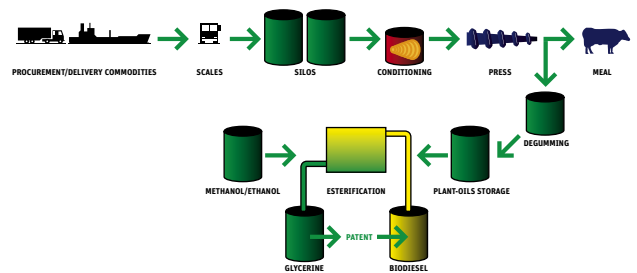 PROCUREMENT/DELIVERY COMMODITIES
SCALES
SILOS
CONDITIONING
PRESS
MEAL
DEGUMMING
METHANOL/ETHANOL
ESTERIFICATION
PLANT-OILS STORAGE
PATENT
GLYCERINE
BIODIESEL